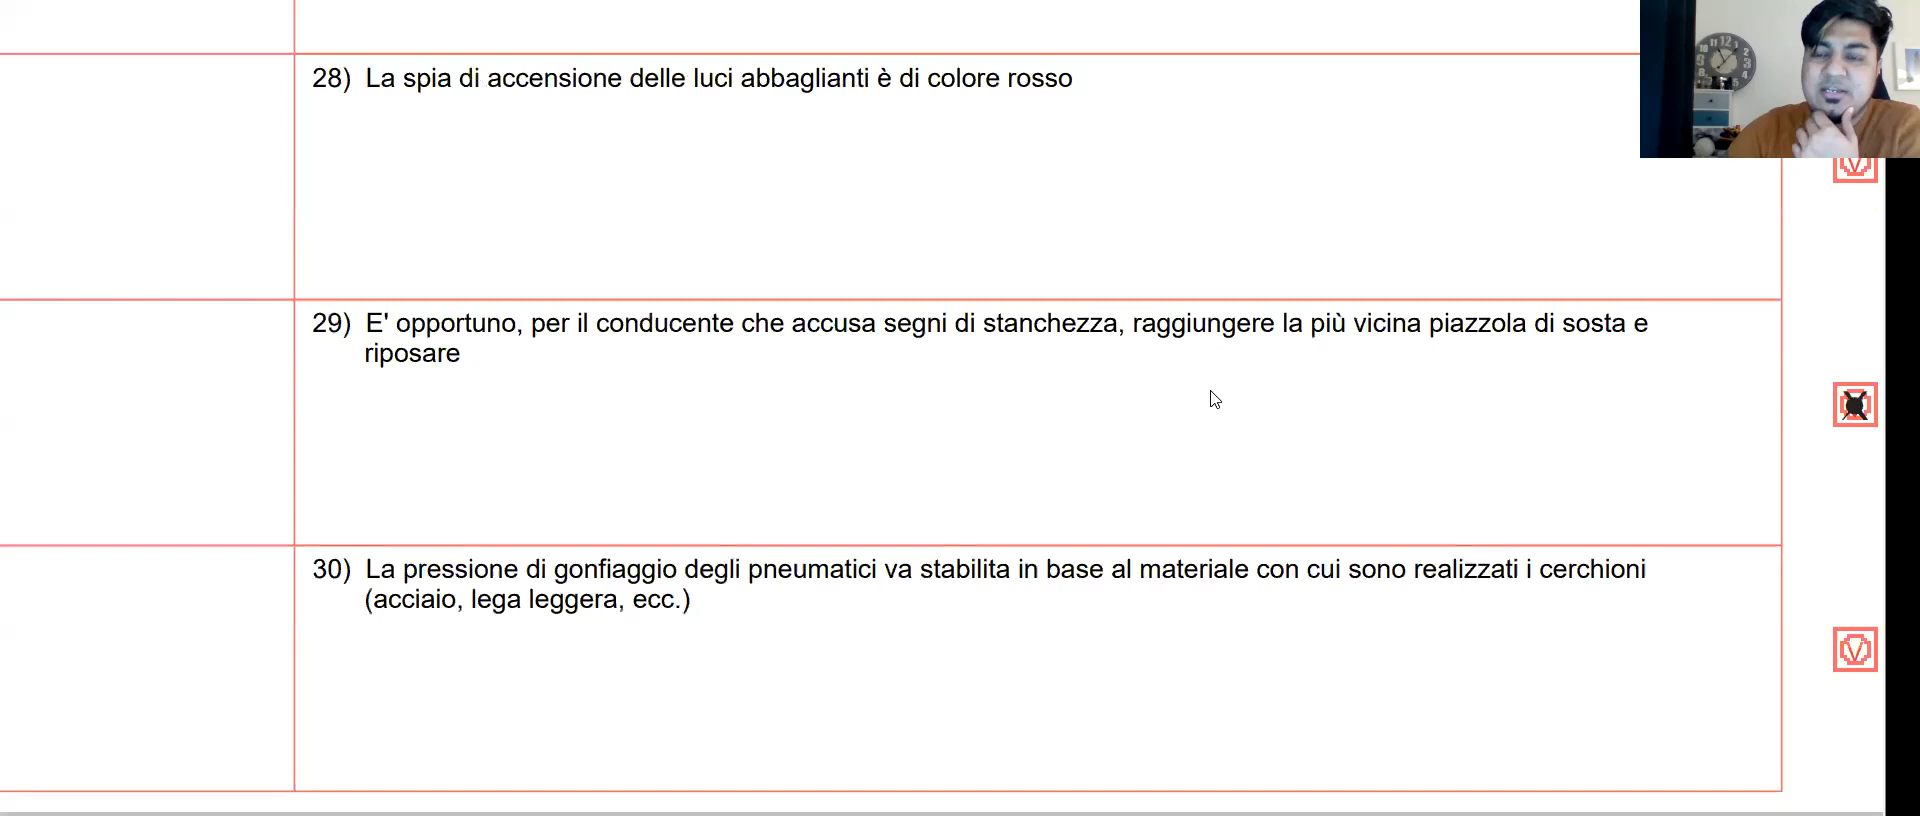 28) La spia di accensione delle luci abbaglianti è di colore rosso
V
29) E' opportuno, per il conducente che accusa segni di stanchezza, raggiungere la più vicina piazzola di sosta e
riposare
30) La pressione di gonfiaggio degli pneumatici va stabilita in base al materiale con cui sono realizzati i cerchioni
(acciaio, lega leggera, ecc.)
V